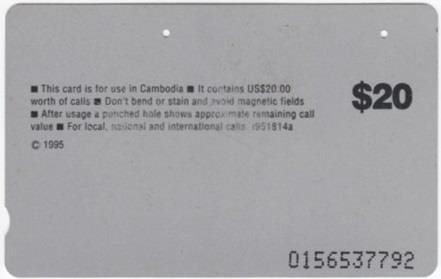 ■ This card is for use in Cambodia ■ It contains US$20.00
worth of calls ■ Don't bend or stain and avoid magnetic fields
■ After usage a punched hole shows approximate remaining call
value ■ For local, national and international calls. i951814a
© 1995
$20
0156537792